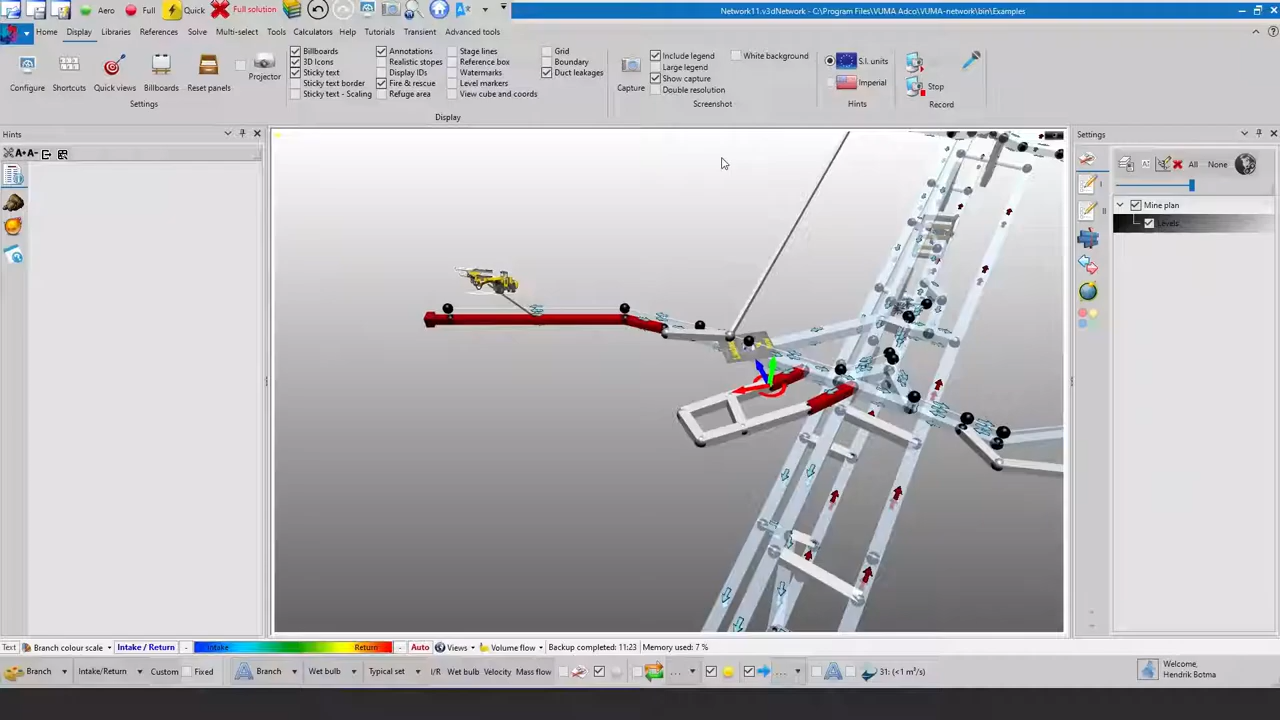 Network11.v3dNetwork - C:\Program Files\VUMA Adco\VUMA-network\bin\Examples
Aero Full Quick Full solution
Home Display Libraries References Solve Multi-select Tools Calculators Help Tutorials Transient Advanced tools
Configure Shortcuts Quick views Billboards Reset panels Projector
Settings
Billboards Annotations Stage lines Grid
3D Icons Realistic stopes Reference box Boundary
Sticky text Display IDs Watermarks Duct leakages
Sticky text border Fire & rescue Level markers
Sticky text - Scaling Refuge area View cube and coords
Display
Capture
Include legend White background
Large legend
Show capture
Double resolution
Screenshot
S.I. units
Imperial
Hints
Stop
Record
Hints
A+A-
Settings
All None
Mine plan
Levels
Text Branch colour scale Intake / Return - Intake Return - Auto Views Volume flow Backup completed: 11:23 Memory used: 7 %
Branch Intake/Return Custom Fixed Branch Wet bulb Typical set I/R Wet bulb Velocity Mass flow ... ... 31: (<1 m³/s)
Welcome,
Hendrik Botma